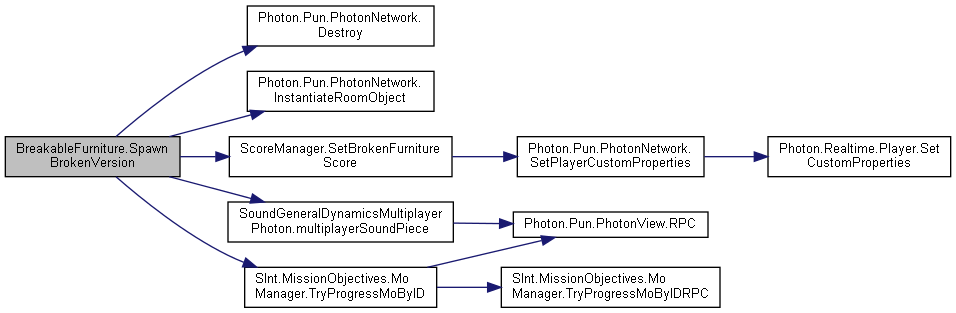 Photon.Pun.PhotonNetwork.
Destroy
Photon.Pun.PhotonNetwork.
InstantiateRoomObject
BreakableFurniture.Spawn
BrokenVersion
ScoreManager.SetBrokenFurniture
Score
Photon.Pun.PhotonNetwork.
SetPlayerCustomProperties
Photon.Realtime.Player.Set
CustomProperties
SoundGeneralDynamicsMultiplayer
Photon.multiplayerSoundPiece
Photon.Pun.PhotonView.RPC
SInt.MissionObjectives.Mo
Manager.TryProgressMoByID
SInt.MissionObjectives.Mo
Manager.TryProgressMoByIDRPC